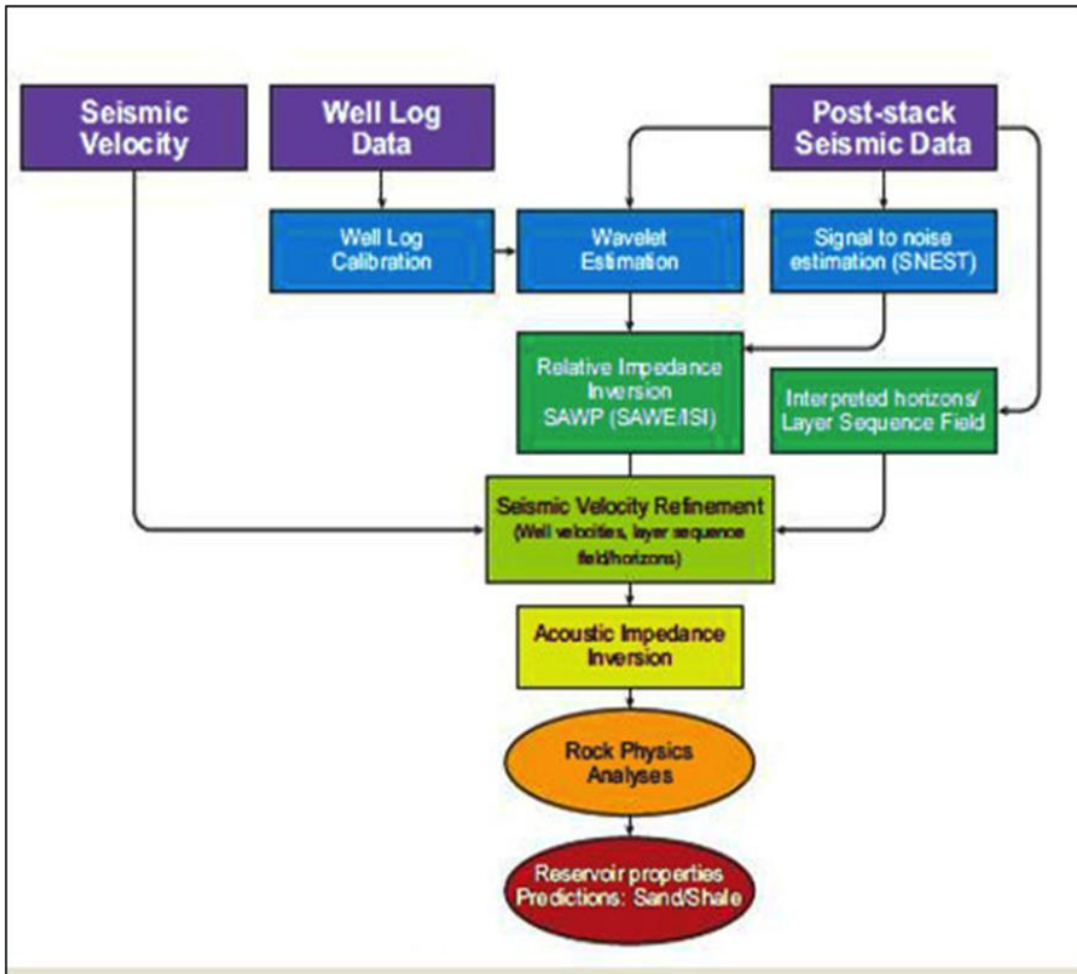 Seismic
Velocity
Well Log
Data
Post-stack
Seismic Data
Well Log
Calibration
Wavelet
Estimation
Signal to noise
estimation (SNEST)
Relative Impedance
Inversion
SAWP (SAWE/ISI)
Interpreted horizons/
Layer Sequence Field
Seismic Velocity Refinement
(Well velocities, layer sequence
field/horizons)
Acoustic Impedance
Inversion
Rock Physics
Analyses
Reservoir properties
Predictions: Sand/Shale